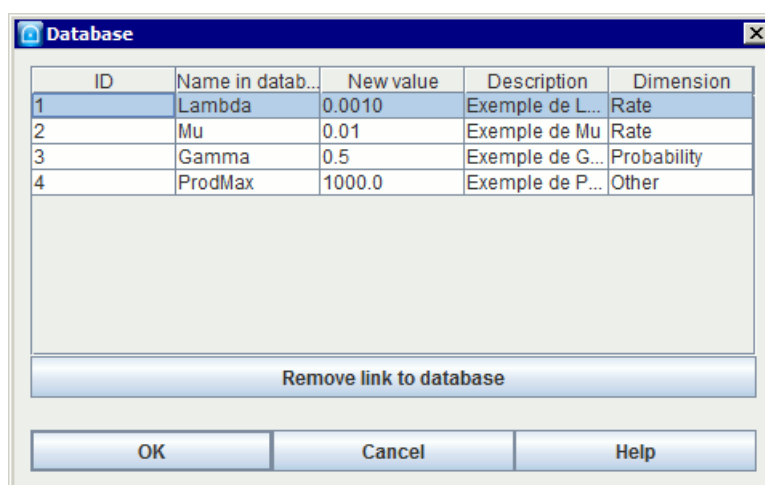 Database
ID Name in datab... New value Description Dimension
1 Lambda 0.0010 Exemple de L... Rate
2 Mu 0.01 Exemple de Mu Rate
3 Gamma 0.5 Exemple de G... Probability
4 ProdMax 1000.0 Exemple de P... Other
Remove link to database
OK Cancel Help